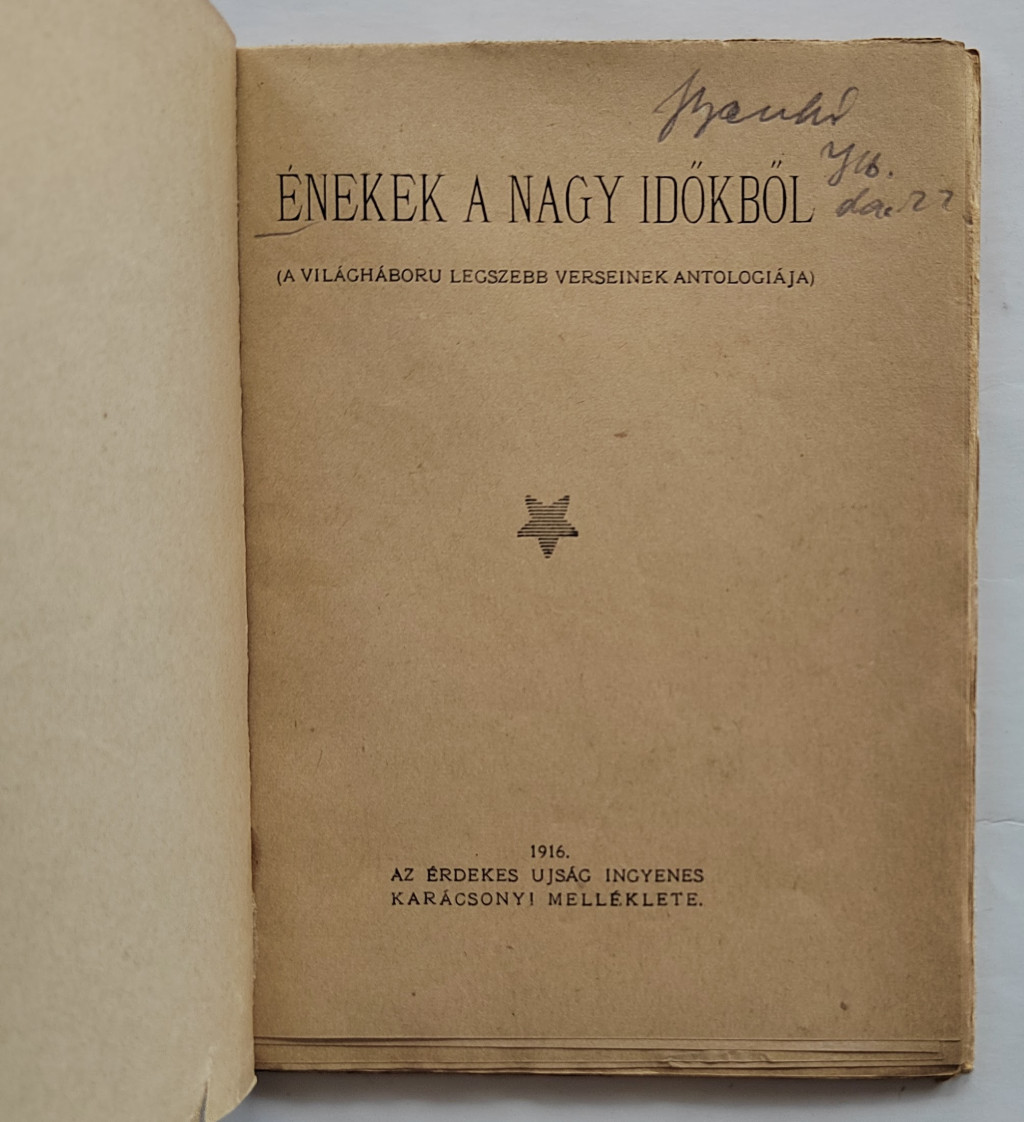 ÉNEKEK A NAGY IDŐKBŐL
(A VILÁGHÁBORU LEGSZEBB VERSEINEK ANTOLOGIÁJA)
1916.
AZ ÉRDEKES UJSÁG INGYENES
KARÁCSONYI MELLÉKLETE.